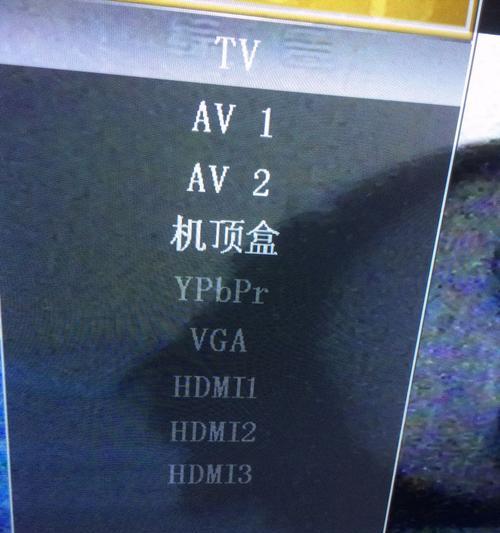 TV
AV 1
AV 2
机顶盒
YPbPr
VGA
HDMI1
HDMI2
HDMI3